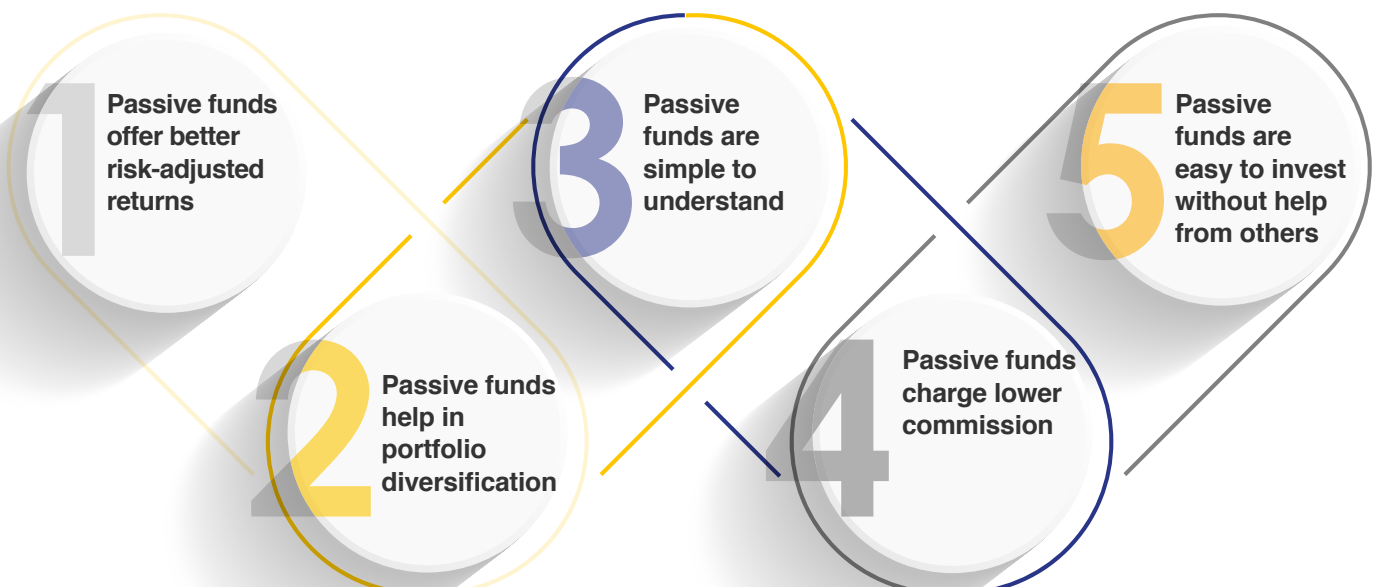 1
Passive funds
offer better
risk-adjusted
returns
2
Passive funds
help in
portfolio
diversification
3
Passive
funds are
simple to
understand
4
Passive funds
charge lower
commission
5
Passive
funds are
easy to invest
without help
from others